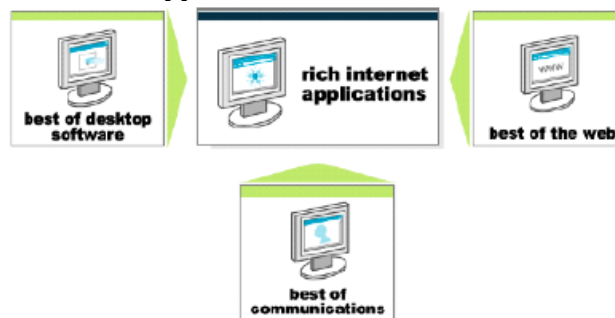 rich internet
applications
best of desktop
software
www
best of the web
best of
communications